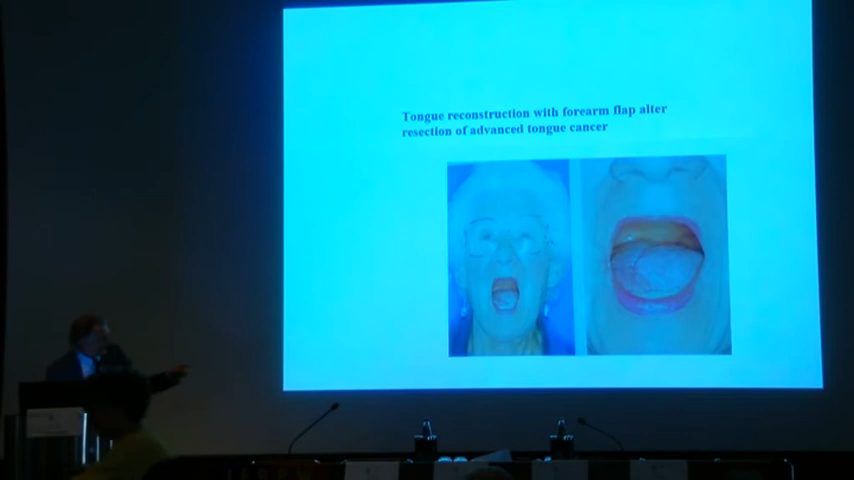 Tongue reconstruction with forearm flap alter
resection of advanced tongue cancer